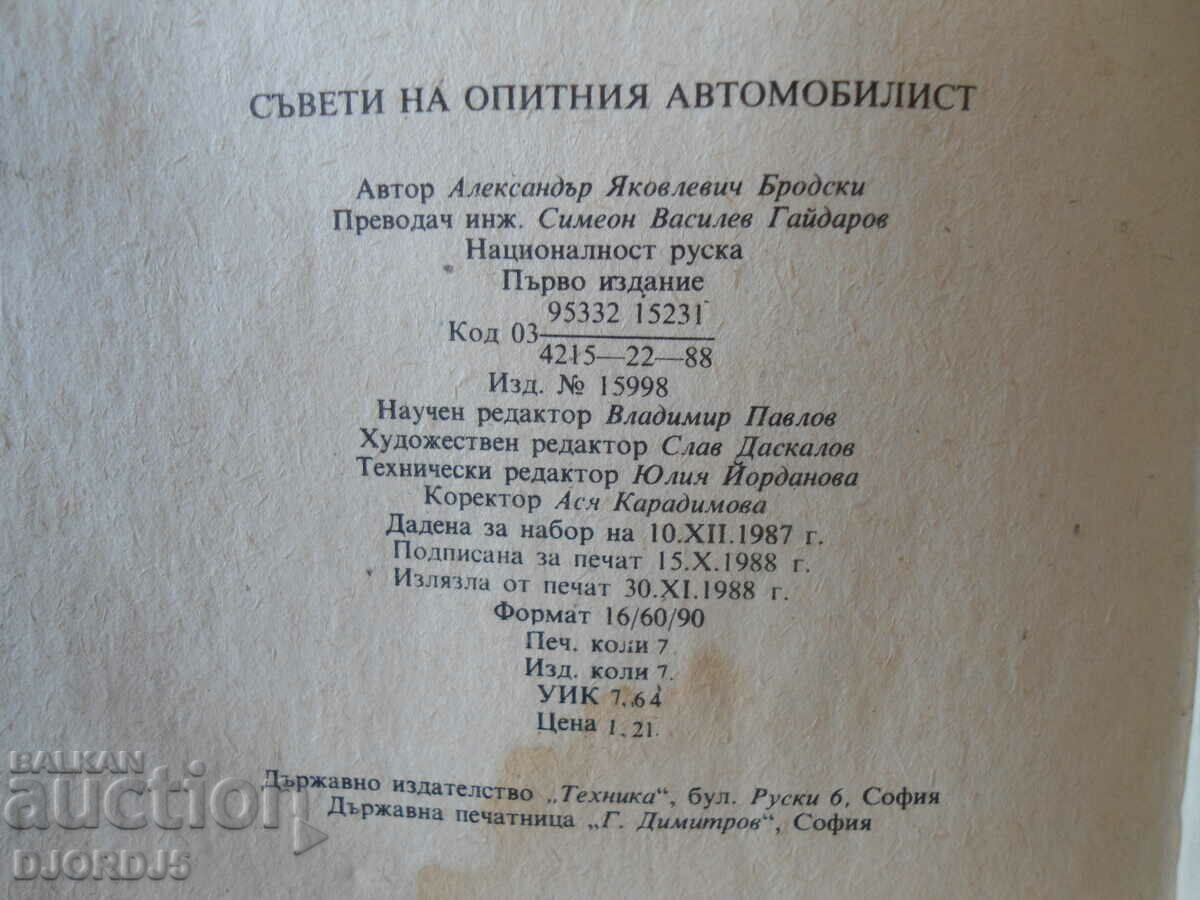 СЪВЕТИ НА ОПИТНИЯ АВТОМОБИЛИСТ
Автор Александър Яковлевич Бродски
Преводач инж. Симеон Василев Гайдаров
Националност руска
Първо издание
95332 15231
Код 03
4215—22—88
Изд. № 15998
Научен редактор Владимир Павлов
Художествен редактор Слав Даскалов
Технически редактор Юлия Йорданова
Коректор Ася Карадимова
Дадена за набор на 10.XII.1987 г.
Подписана за печат 15.X.1988 г.
Излязла от печат 30.XI.1988 г.
Формат 16/60/90
Печ. коли 7
Изд. коли 7.
УИК 7.64
Цена 1.21
Държавно издателство „Техника“, бул. Руски 6, София
Държавна печатница „Г. Димитров“, София
BALKAN
auction
DJORDJ5